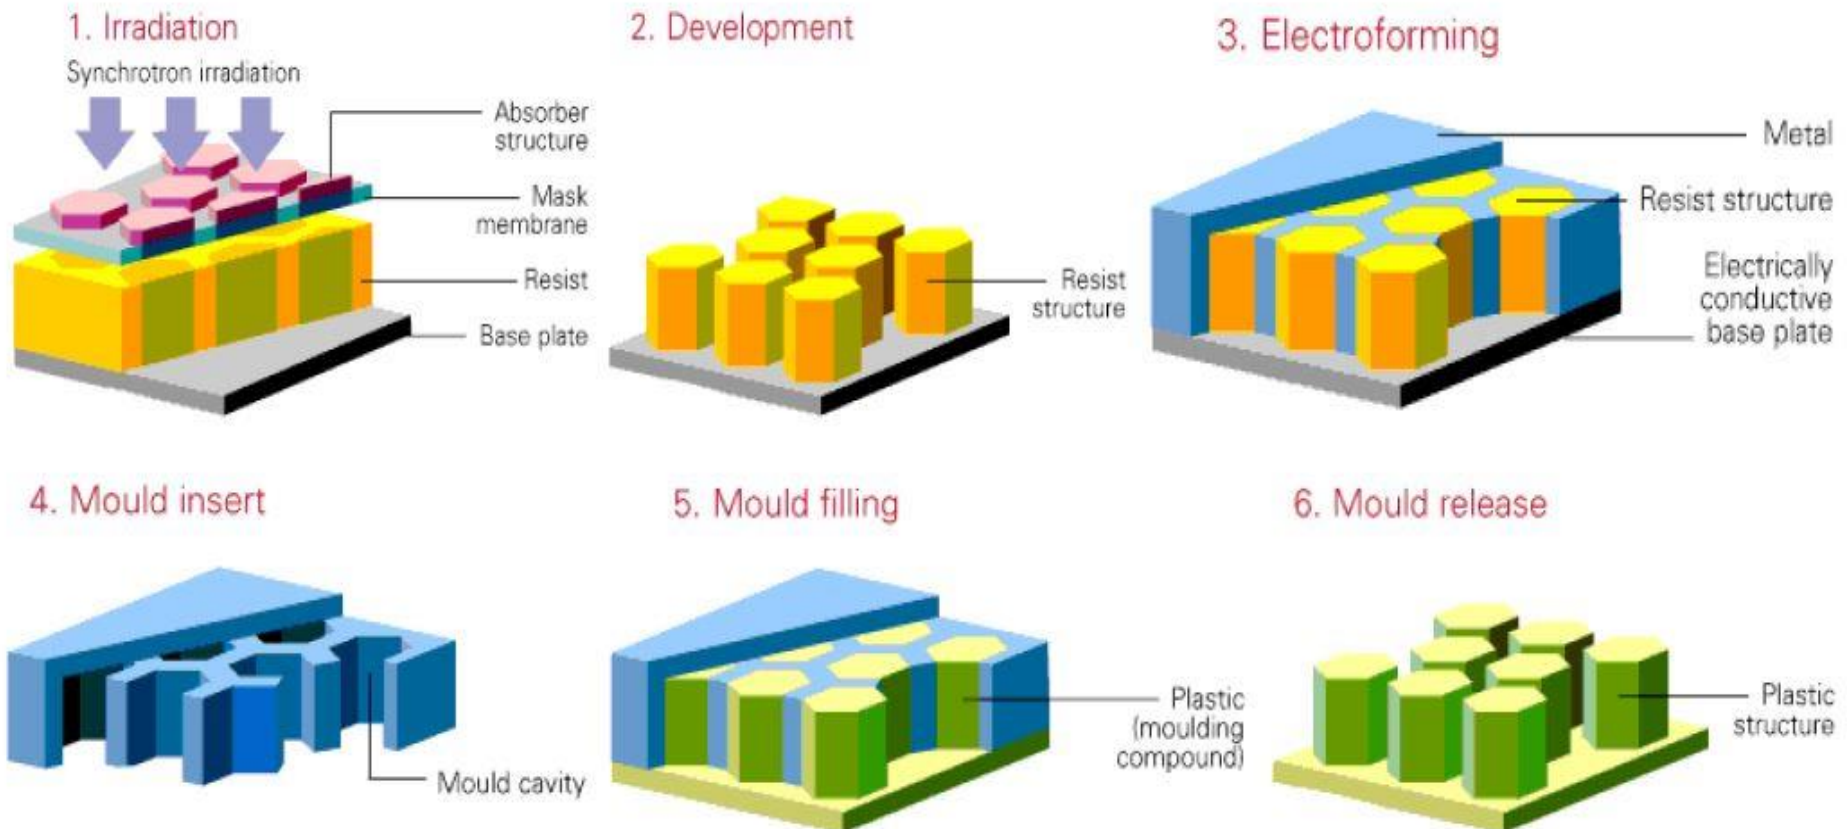 1. Irradiation
Synchrotron irradiation
Absorber
structure
Mask
membrane
Resist
Base plate
2. Development
Resist
structure
3. Electroforming
Metal
Resist structure
Electrically
conductive
base plate
4. Mould insert
Mould cavity
5. Mould filling
Plastic
(moulding
compound)
6. Mould release
Plastic
structure